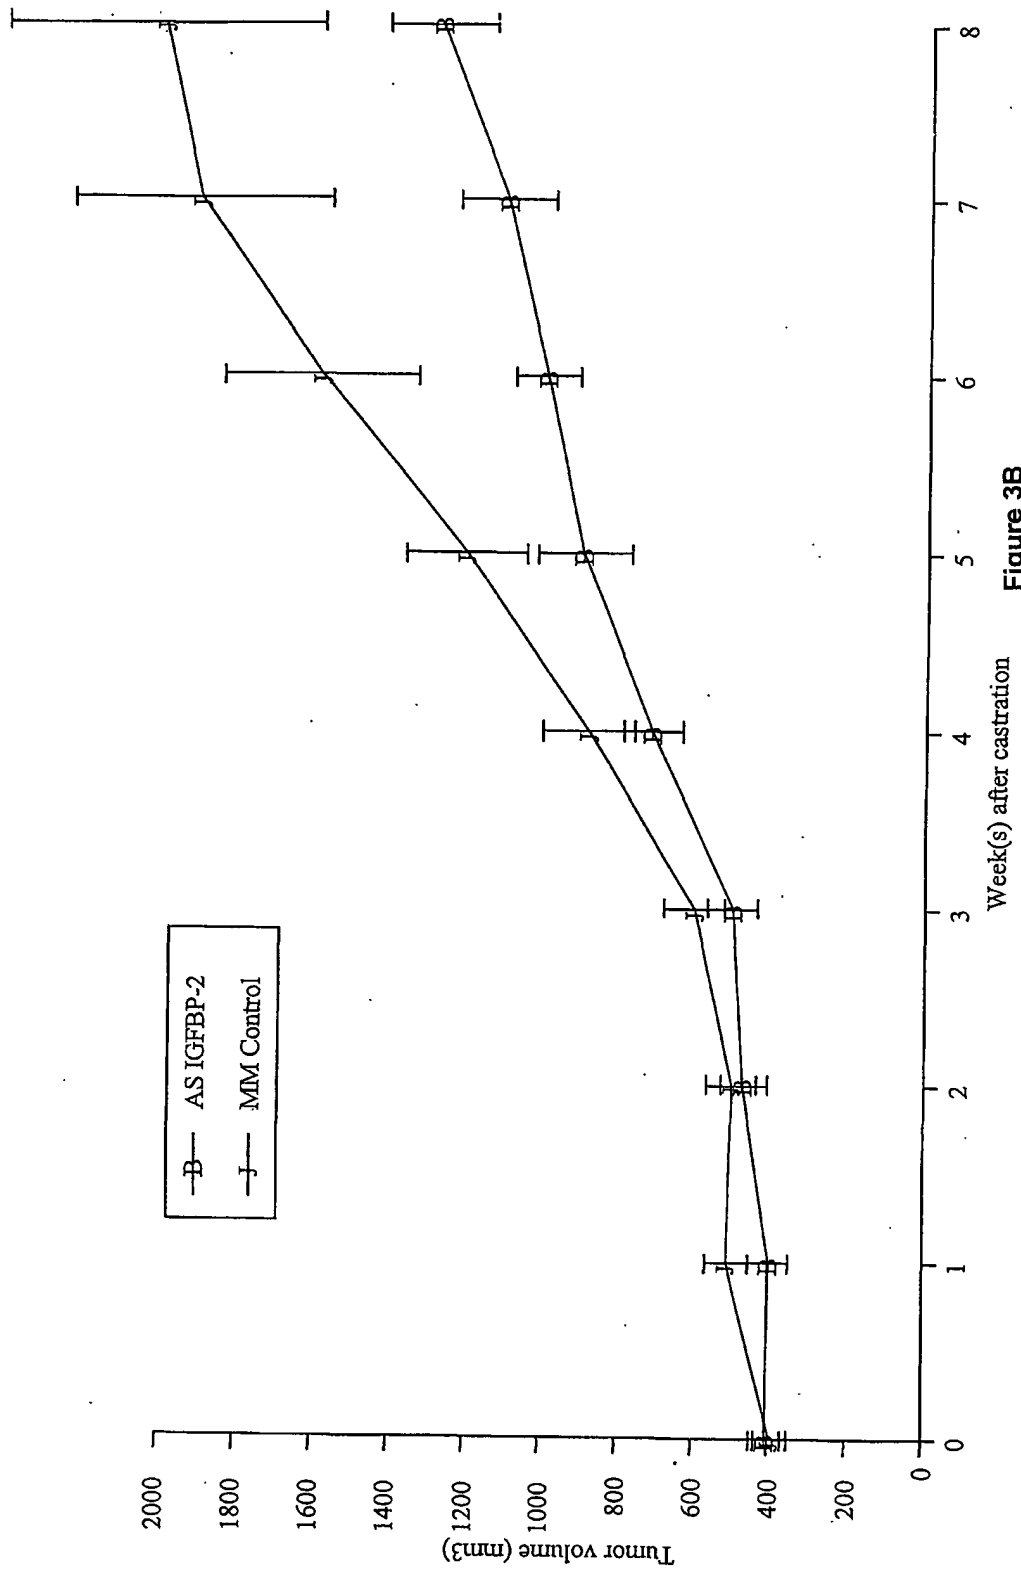 AS IGFBP-2
MM Control
Tumor volume (mm3)
2000
1800
1600
1400
1200
1000
800
600
400
200
0
0 1 2 3 4 5 6 7 8
Week(s) after castration
Figure 3B